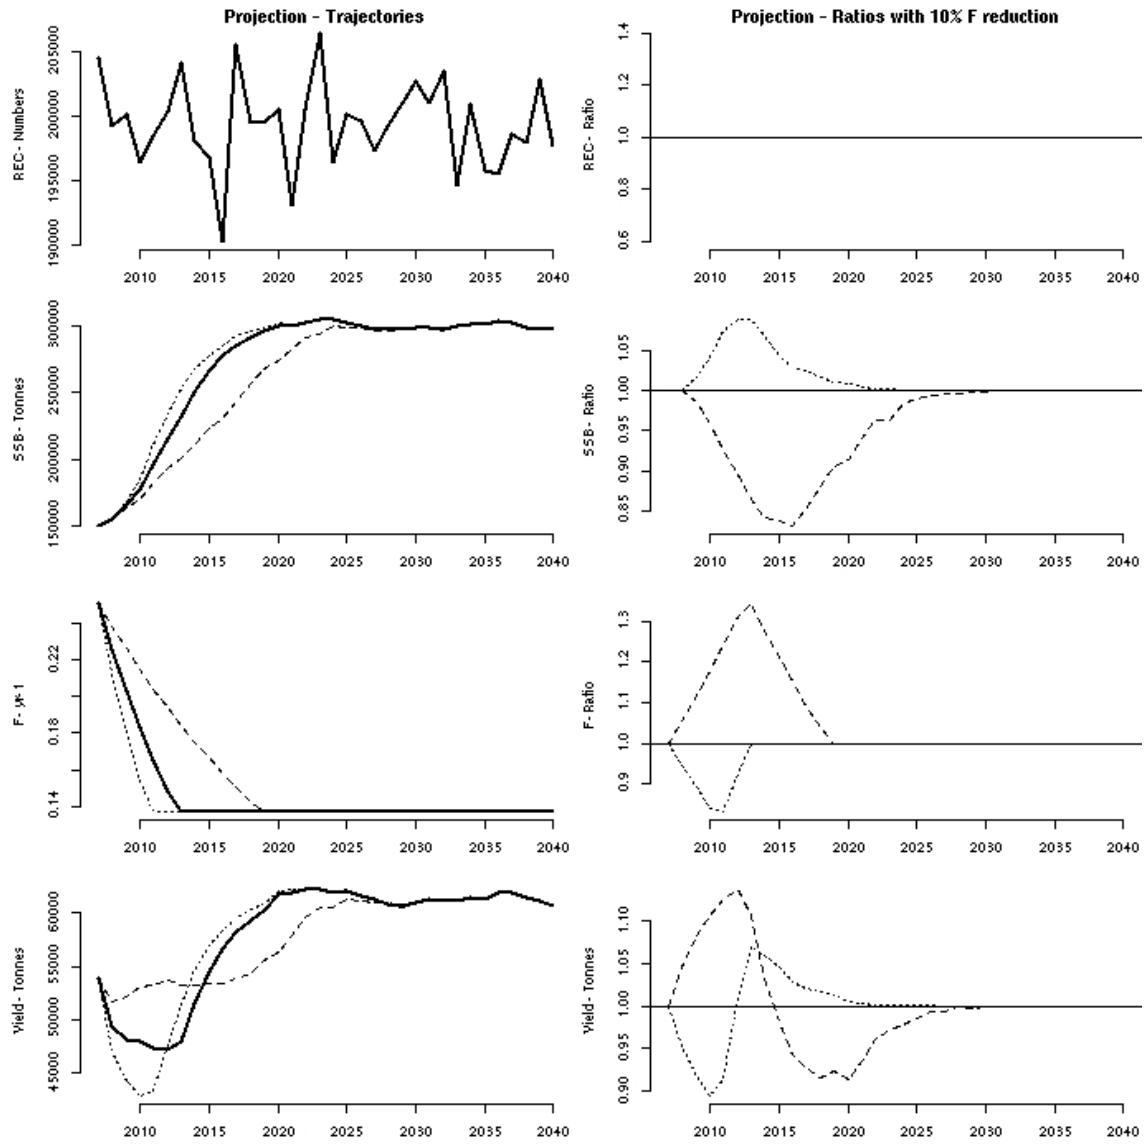 Projection - Trajectories
Projection - Ratios with 10% F reduction
REC - Numbers
190000 195000 200000 205000
2010 2015 2020 2025 2030 2035 2040
REC - Ratio
0.6 0.8 1.0 1.2 1.4
2010 2015 2020 2025 2030 2035 2040
SSB - Tonnes
150000 200000 250000 300000
2010 2015 2020 2025 2030 2035 2040
SSB - Ratio
0.85 0.90 0.95 1.00 1.05
2010 2015 2020 2025 2030 2035 2040
F - yr-1
0.14 0.18 0.22
2010 2015 2020 2025 2030 2035 2040
F - Ratio
0.9 1.0 1.1 1.2 1.3
2010 2015 2020 2025 2030 2035 2040
Yield - Tonnes
45000 50000 55000 60000
2010 2015 2020 2025 2030 2035 2040
Yield - Tonnes
0.90 0.95 1.00 1.05 1.10
2010 2015 2020 2025 2030 2035 2040